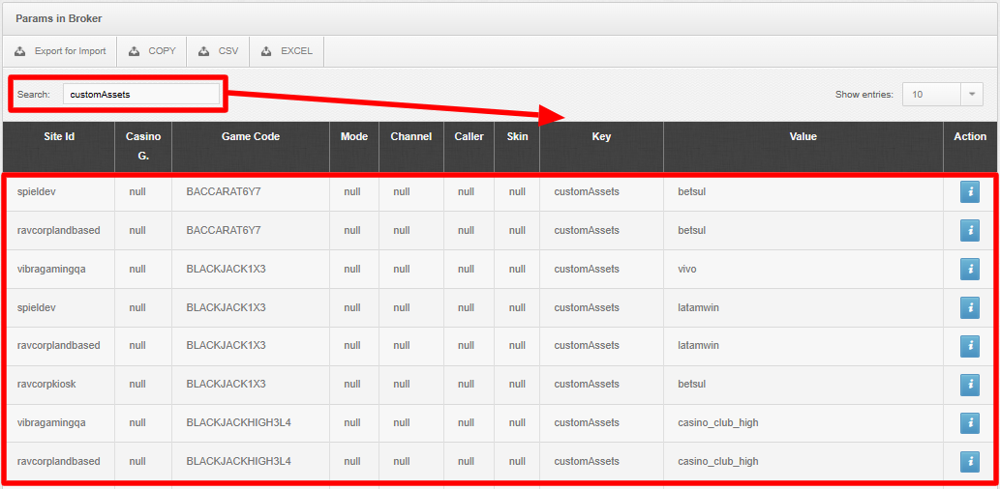 Params in Broker
Export for Import COPY CSV EXCEL
Search: customAssets Show entries: 10
Site Id Casino G. Game Code Mode Channel Caller Skin Key Value Action
spieldev null BACCARAT6Y7 null null null null customAssets betsul
ravcorplandbased null BACCARAT6Y7 null null null null customAssets betsul
vibragamingqa null BLACKJACK1X3 null null null null customAssets vivo
spieldev null BLACKJACK1X3 null null null null customAssets latamwin
ravcorplandbased null BLACKJACK1X3 null null null null customAssets latamwin
ravcorpkiosk null BLACKJACK1X3 null null null null customAssets betsul
vibragamingqa null BLACKJACKHIGH3L4 null null null null customAssets casino_club_high
ravcorplandbased null BLACKJACKHIGH3L4 null null null null customAssets casino_club_high